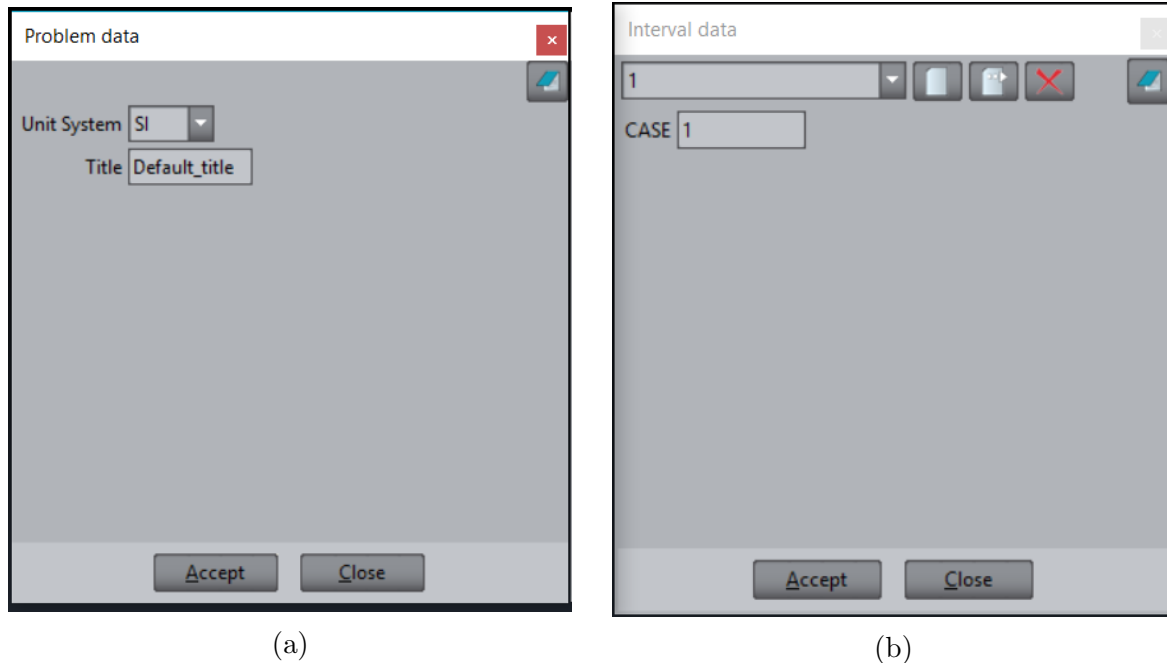 Problem data
Unit System SI
Title Default_title
Accept Close
(a)
Interval data
1
CASE 1
Accept Close
(b)